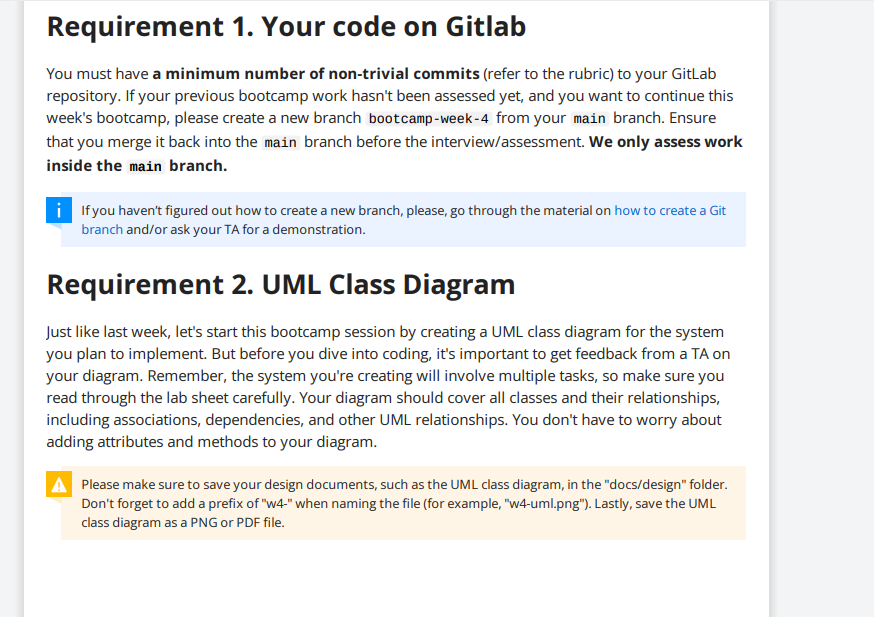 Requirement 1. Your code on Gitlab
You must have a minimum number of non-trivial commits (refer to the rubric) to your GitLab
repository. If your previous bootcamp work hasn't been assessed yet, and you want to continue this
week's bootcamp, please create a new branch bootcamp-week-4 from your main branch. Ensure
that you merge it back into the main branch before the interview/assessment. We only assess work
inside the main branch.
i
If you haven't figured out how to create a new branch, please, go through the material on how to create a Git
branch and/or ask your TA for a demonstration.
Requirement 2. UML Class Diagram
Just like last week, let's start this bootcamp session by creating a UML class diagram for the system
you plan to implement. But before you dive into coding, it's important to get feedback from a TA on
your diagram. Remember, the system you're creating will involve multiple tasks, so make sure you
read through the lab sheet carefully. Your diagram should cover all classes and their relationships,
including associations, dependencies, and other UML relationships. You don't have to worry about
adding attributes and methods to your diagram.
Please make sure to save your design documents, such as the UML class diagram, in the "docs/design" folder.
Don't forget to add a prefix of "w4-" when naming the file (for example, "w4-uml.png"). Lastly, save the UML
class diagram as a PNG or PDF file.